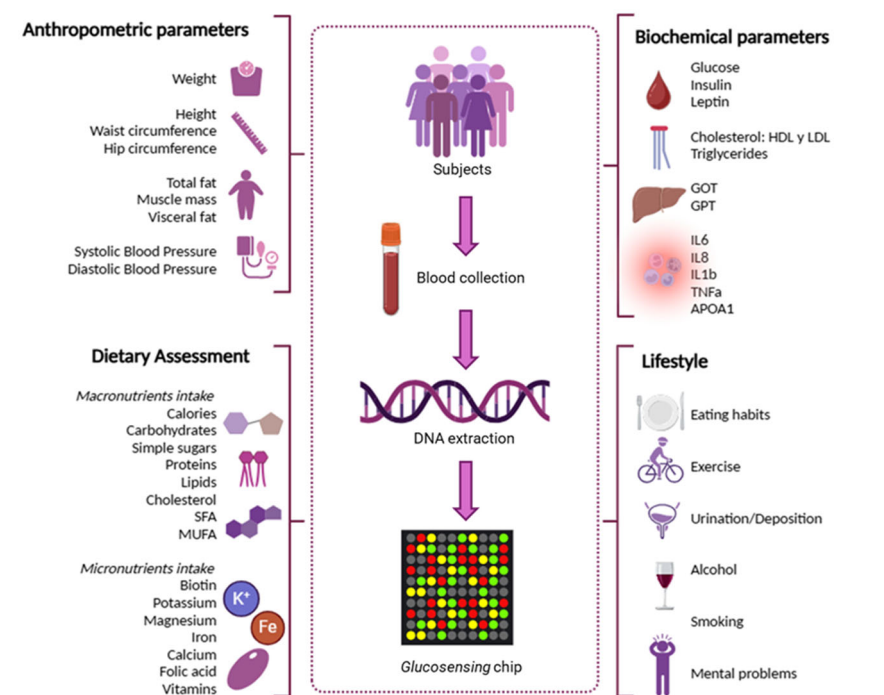 Anthropometric parameters
Weight
Height
Waist circumference
Hip circumference
Total fat
Muscle mass
Visceral fat
Systolic Blood Pressure
Diastolic Blood Pressure
Dietary Assessment
Macronutrients intake
Calories
Carbohydrates
Simple sugars
Proteins
Lipids
Cholesterol
SFA
MUFA
Micronutrients intake
Biotin
Potassium
Magnesium
Iron
Calcium
Folic acid
Vitamins
K+
Fe
Subjects
Blood collection
DNA extraction
Glucosensing chip
Biochemical parameters
Glucose
Insulin
Leptin
Cholesterol: HDL y LDL
Triglycerides
GOT
GPT
IL6
IL8
IL1b
TNFa
APOA1
Lifestyle
Eating habits
Exercise
Urination/Deposition
Alcohol
Smoking
Mental problems